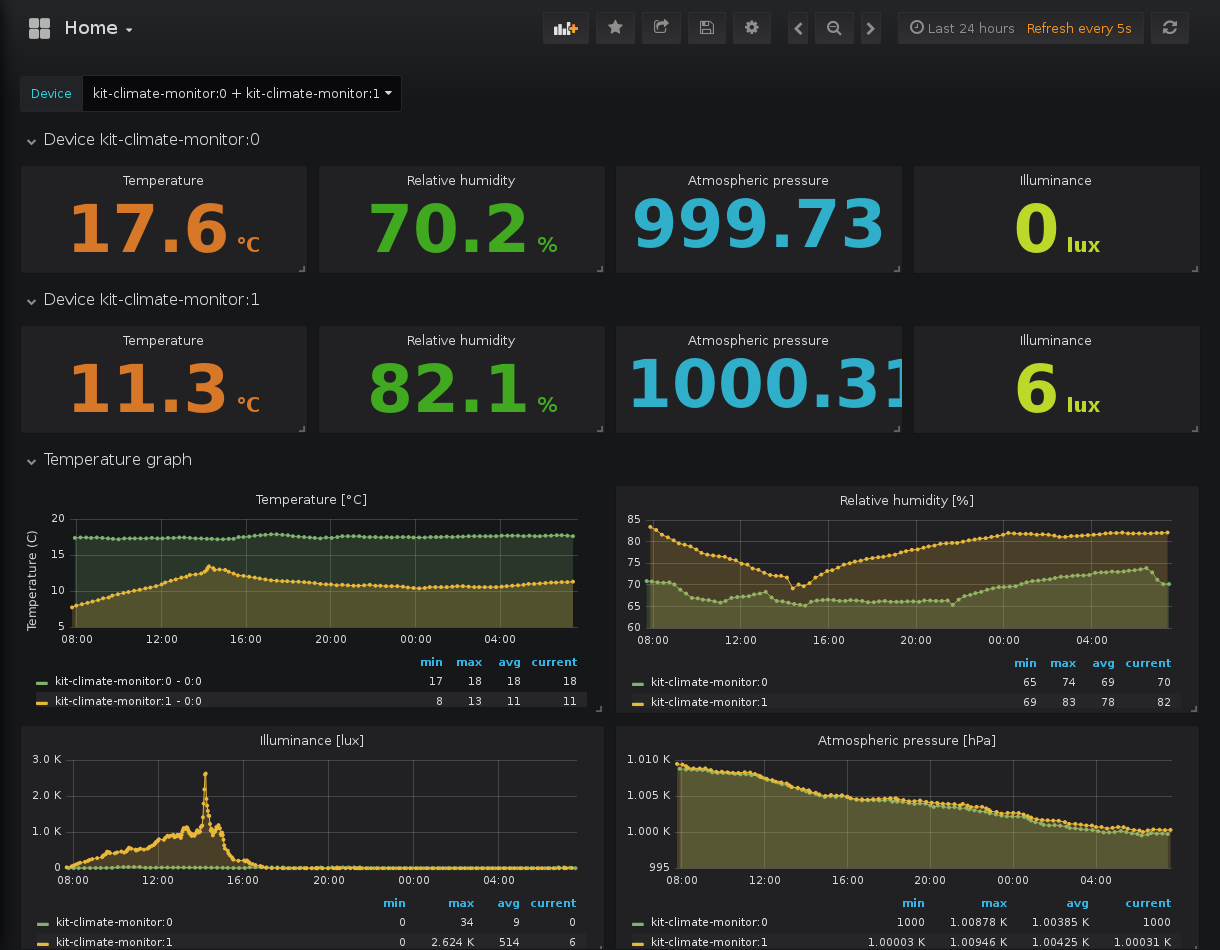 Home
Last 24 hours Refresh every 5s
Device kit-climate-monitor:0 + kit-climate-monitor:1
Device kit-climate-monitor:0
Temperature Relative humidity Atmospheric pressure Illuminance
17.6 °C 70.2 % 999.73 0 lux
Device kit-climate-monitor:1
Temperature Relative humidity Atmospheric pressure Illuminance
11.3 °C 82.1 % 1000.31 6 lux
Temperature graph
Temperature [°C]
Temperature (C)
20
15
10
5
08:00 12:00 16:00 20:00 00:00 04:00
min max avg current
kit-climate-monitor:0 - 0:0 17 18 18 18
kit-climate-monitor:1 - 0:0 8 13 11 11
Relative humidity [%]
85
80
75
70
65
60
08:00 12:00 16:00 20:00 00:00 04:00
min max avg current
kit-climate-monitor:0 65 74 69 70
kit-climate-monitor:1 69 83 78 82
Illuminance [lux]
3.0 K
2.0 K
1.0 K
0
08:00 12:00 16:00 20:00 00:00 04:00
min max avg current
kit-climate-monitor:0 0 34 9 0
kit-climate-monitor:1 0 2.624 K 514 6
Atmospheric pressure [hPa]
1.010 K
1.005 K
1.000 K
995
08:00 12:00 16:00 20:00 00:00 04:00
min max avg current
kit-climate-monitor:0 1000 1.00878 K 1.00385 K 1000
kit-climate-monitor:1 1.00003 K 1.00946 K 1.00425 K 1.00031 K